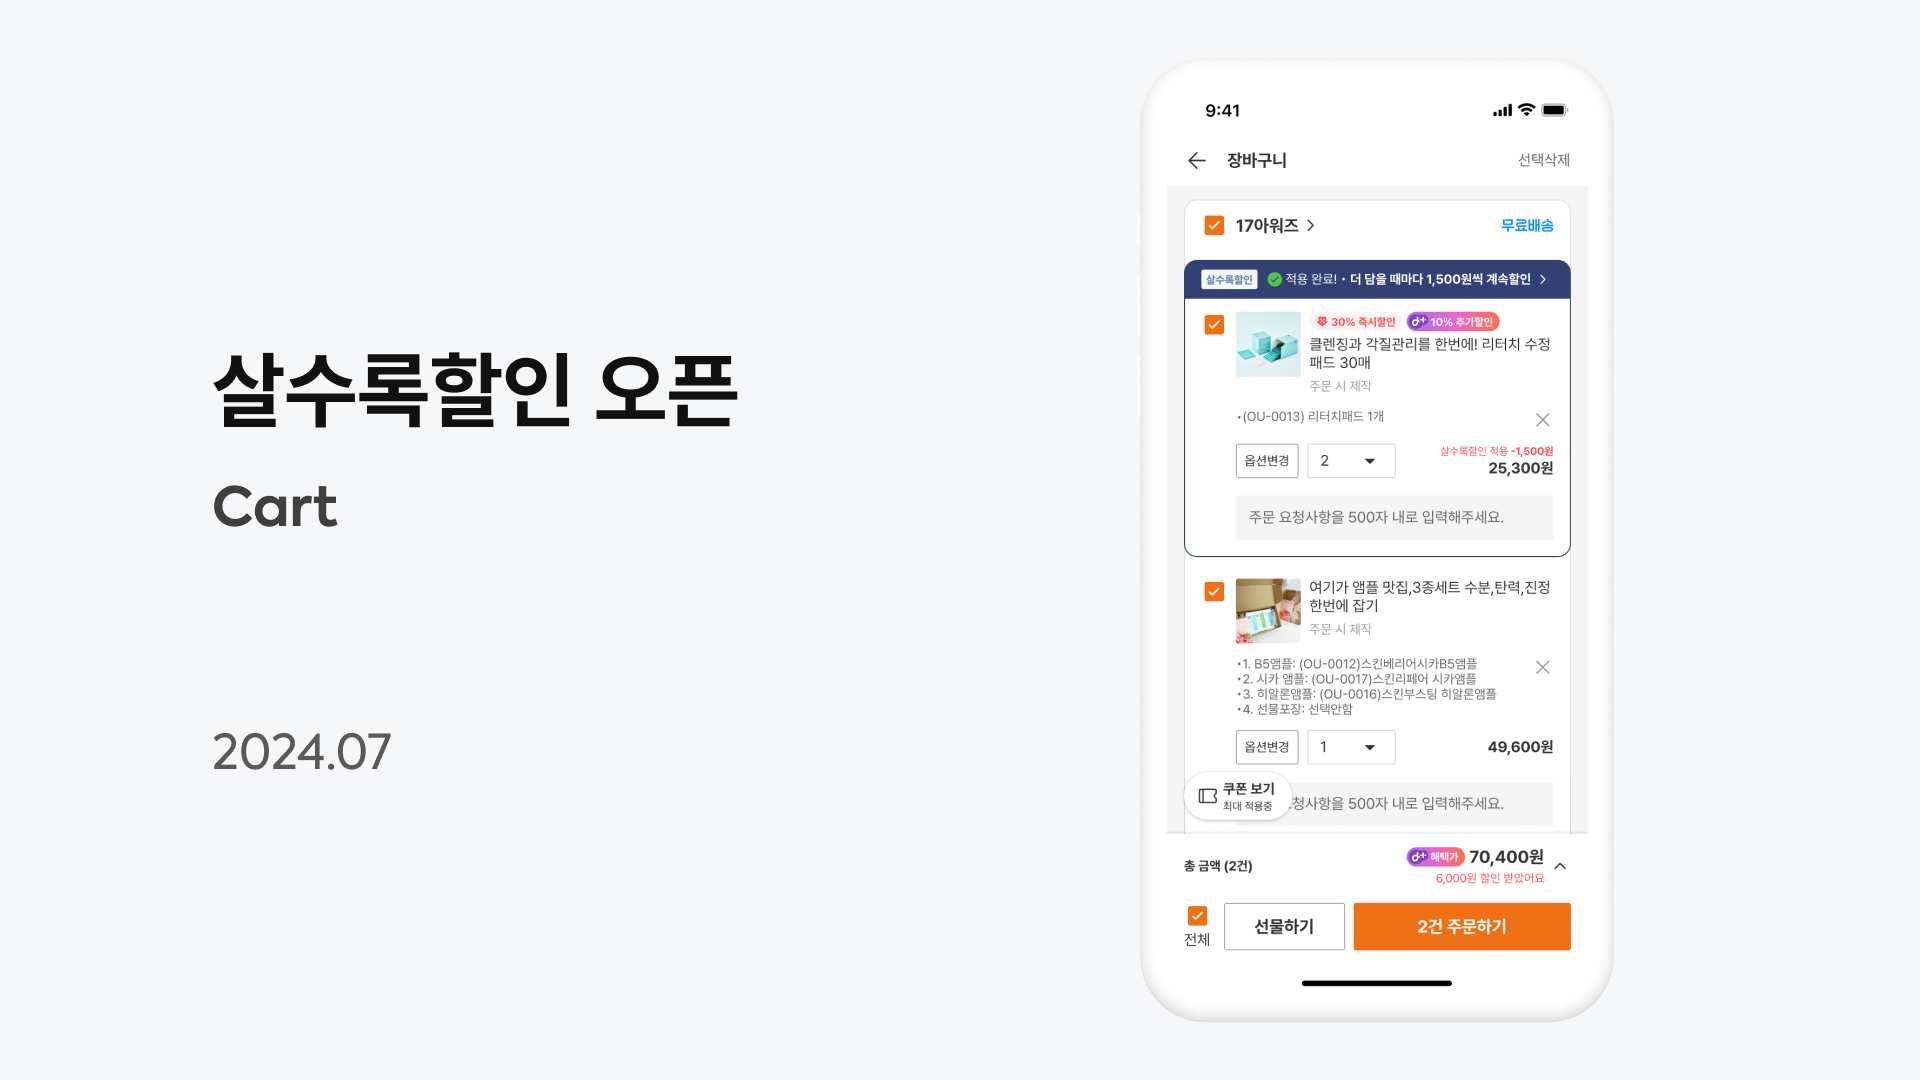 살수록할인 오픈
Cart
2024.07
9:41
장바구니
선택삭제
17아워즈
무료배송
살수록할인 적용 완료! • 더 담을 때마다 1,500원씩 계속할인
30% 즉시할인 d+ 10% 추가할인
클렌징과 각질관리를 한번에! 리터치 수정
패드 30매
주문 시 제작
•(OU-0013) 리터치패드 1개
옵션변경
2
살수록할인 적용 -1,500원
25,300원
주문 요청사항을 500자 내로 입력해주세요.
여기가 앰플 맛집,3종세트 수분,탄력,진정
한번에 잡기
주문 시 제작
•1. B5앰플: (OU-0012)스킨베리어시카B5앰플
•2. 시카 앰플: (OU-0017)스킨리페어 시카앰플
•3. 히알론앰플: (OU-0016)스킨부스팅 히알론앰플
•4. 선물포장: 선택안함
옵션변경
1
49,600원
쿠폰 보기
최대 적용중
청사항을 500자 내로 입력해주세요.
총 금액 (2건)
d+ 혜택가 70,400원
6,000원 할인 받았어요
전체
선물하기
2건 주문하기